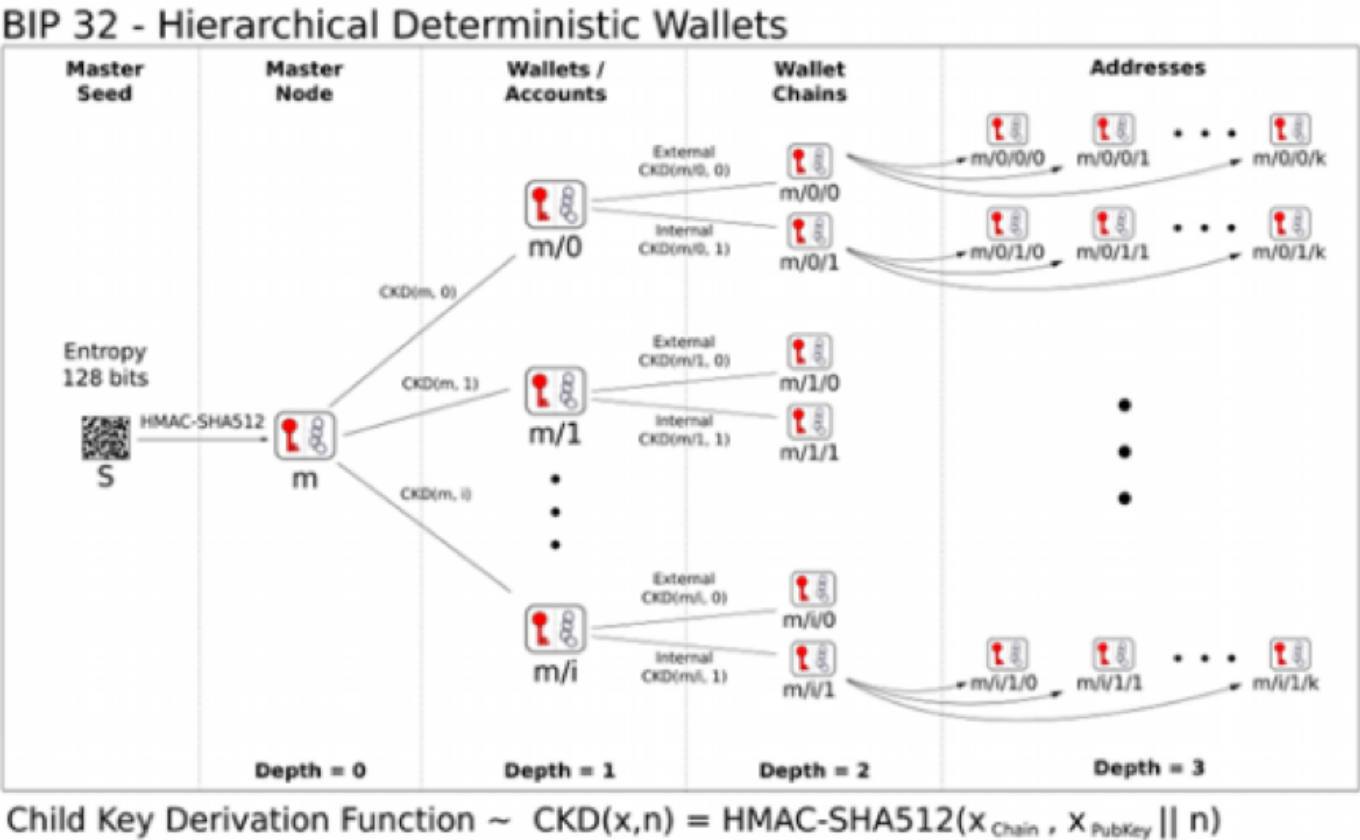 BIP 32 - Hierarchical Deterministic Wallets
Master
Seed
Master
Node
Wallets /
Accounts
Wallet
Chains
Addresses
Entropy
128 bits
S
HMAC-SHA512
m
CKD(m, 0)
CKD(m, 1)
CKD(m, i)
m/0
m/1
m/i
External
CKD(m/0, 0)
Internal
CKD(m/0, 1)
External
CKD(m/1, 0)
Internal
CKD(m/1, 1)
External
CKD(m/i, 0)
Internal
CKD(m/i, 1)
m/0/0
m/0/1
m/1/0
m/1/1
m/i/0
m/i/1
m/0/0/0 m/0/0/1 • • • m/0/0/k
m/0/1/0 m/0/1/1 • • • m/0/1/k
m/i/1/0 m/i/1/1 • • • m/i/1/k
Depth = 0
Depth = 1
Depth = 2
Depth = 3
Child Key Derivation Function ~ CKD(x,n) = HMAC-SHA512(x Chain , x PubKey || n)